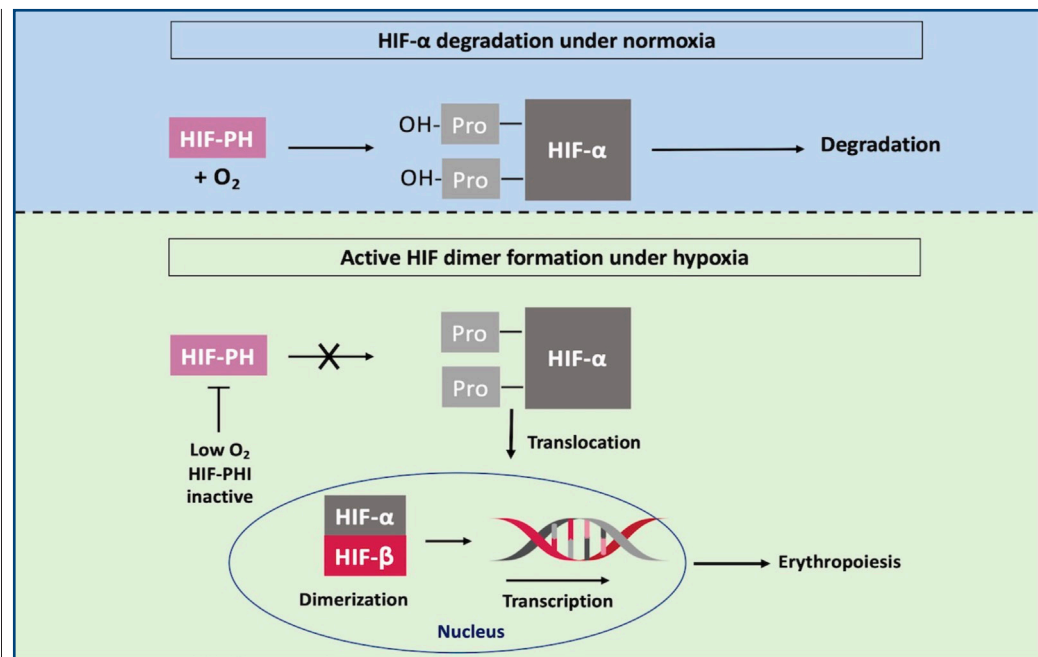 HIF-α degradation under normoxia
HIF-PH
+ O₂
OH- Pro
OH- Pro
HIF-α
Degradation
Active HIF dimer formation under hypoxia
HIF-PH
Pro
Pro
HIF-α
Low O₂
HIF-PHI
inactive
Translocation
HIF-α
HIF-β
Dimerization
Transcription
Nucleus
Erythropoiesis